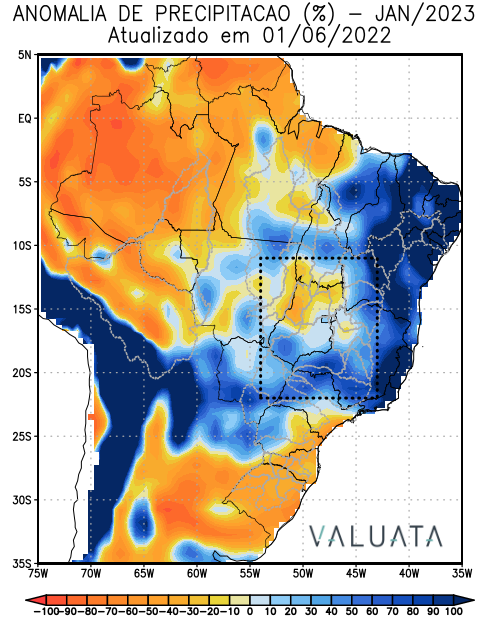 ANOMALIA DE PRECIPITACAO (%) – JAN/2023
Atualizado em 01/06/2022
5N
EQ
5S
10S
15S
20S
25S
30S
35S
VALUATA
75W 70W 65W 60W 55W 50W 45W 40W 35W
-100-90 -80 -70 -60 -50 -40 -30 -20 -10 0 10 20 30 40 50 60 70 80 90 100